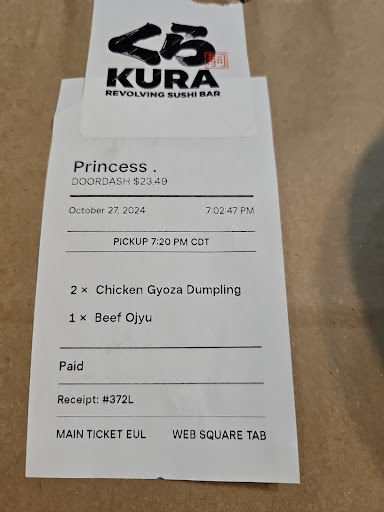 くら
KURA
REVOLVING SUSHI BAR
Princess .
DOORDASH $23.49
October 27, 2024 7:02:47 PM
PICKUP 7:20 PM CDT
2 × Chicken Gyoza Dumpling
1 × Beef Ojyu
Paid
Receipt: #372L
MAIN TICKET EUL WEB SQUARE TAB